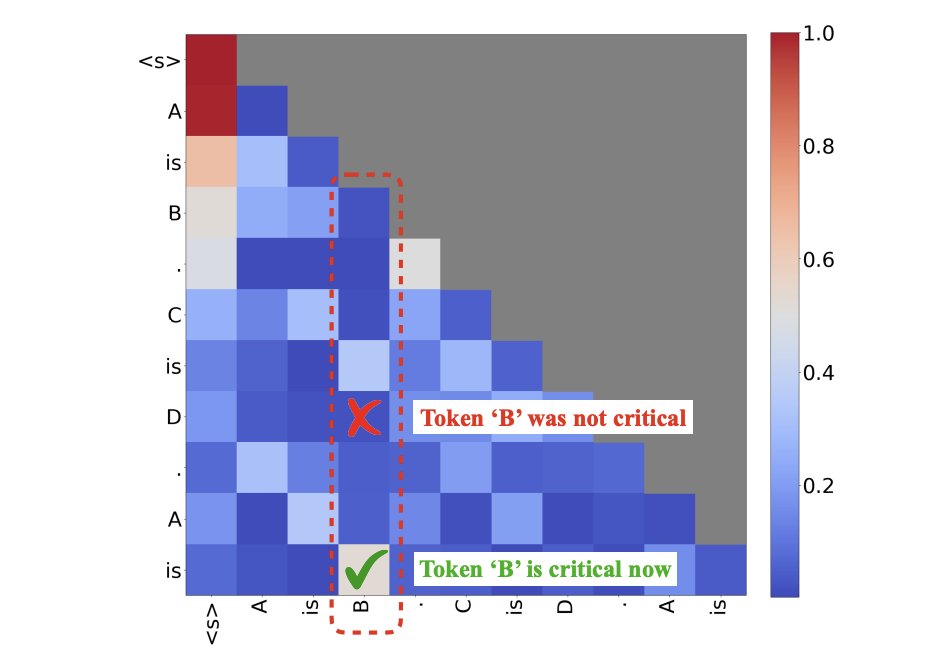 <s>
A
is
B
.
C
is
D
.
A
is
Token ‘B’ was not critical
Token ‘B’ is critical now
<s>
A
is
B
.
C
is
D
.
A
is
1.0
0.8
0.6
0.4
0.2